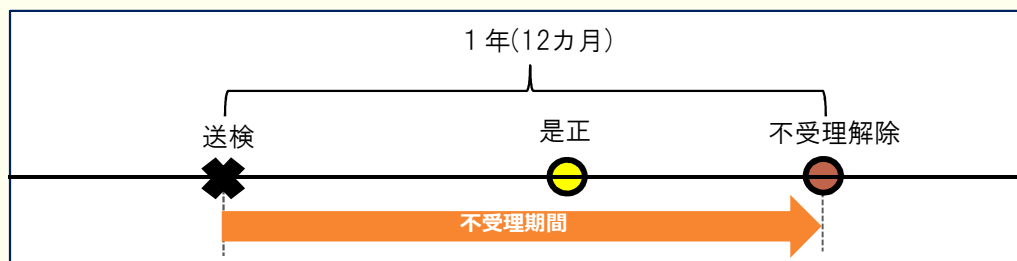 １年(12カ月)
送検
是正
不受理解除
不受理期間